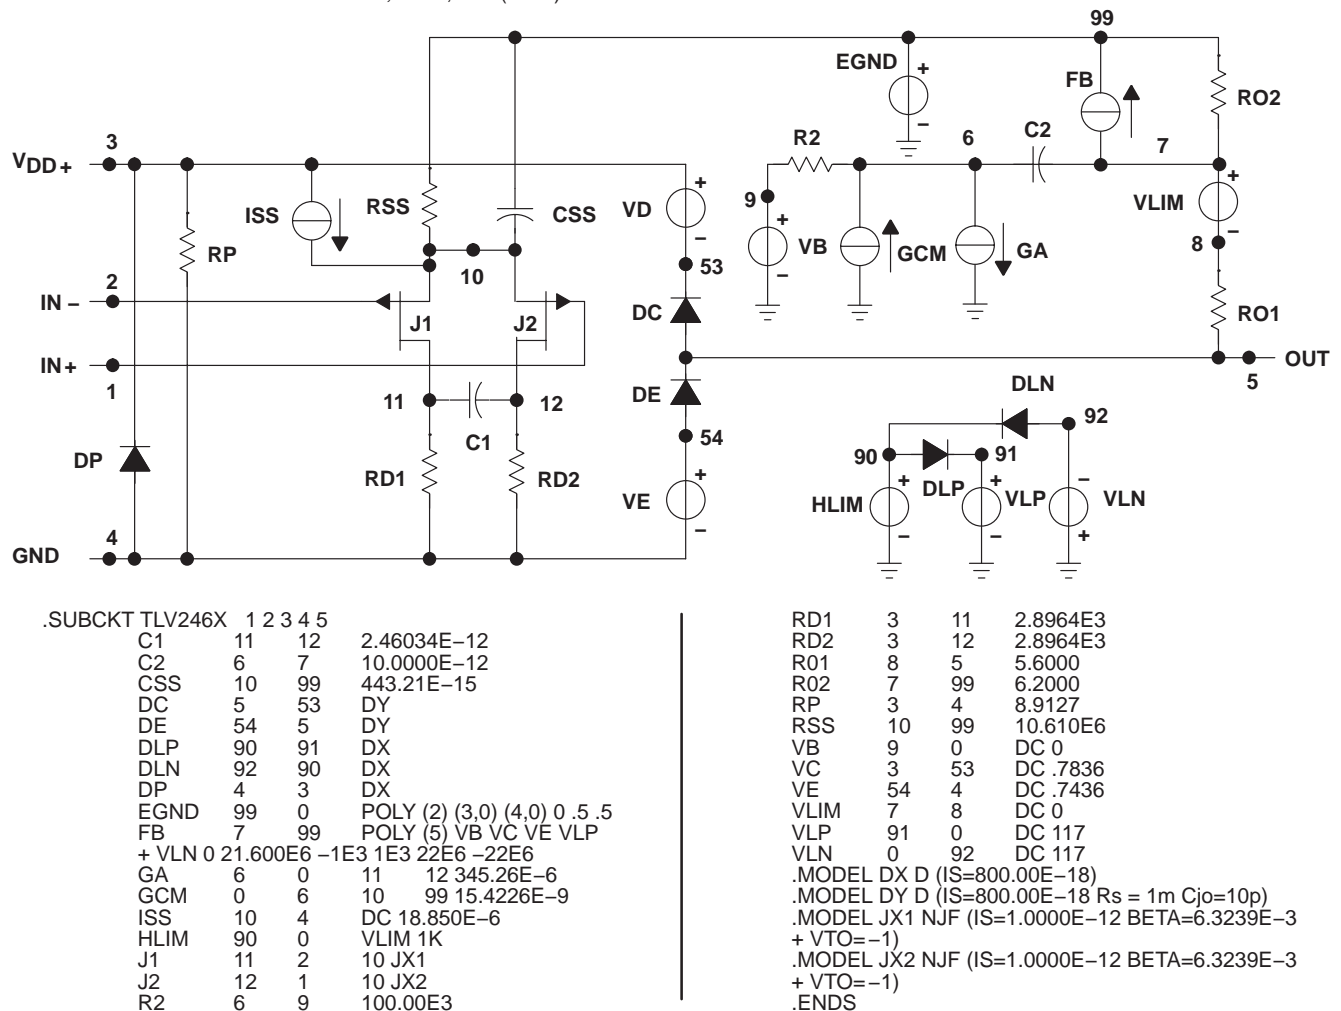 99
EGND
+
−
FB
RO2
3
VDD +
R2
6
C2
7
ISS
RSS
CSS
VD
+
−
9
+
VB
−
GCM
GA
VLIM
+
−
8
RP
10
53
2
IN −
J1
J2
DC
RO1
IN +
1
OUT
5
11
12
C1
DE
DLN
92
54
DP
RD1
RD2
VE
+
−
90
91
DLP
HLIM
+
−
+
VLP
−
−
VLN
+
4
GND
.SUBCKT TLV246X 1 2 3 4 5
C1 11 12 2.46034E−12
C2 6 7 10.0000E−12
CSS 10 99 443.21E−15
DC 5 53 DY
DE 54 5 DY
DLP 90 91 DX
DLN 92 90 DX
DP 4 3 DX
EGND 99 0 POLY (2) (3,0) (4,0) 0 .5 .5
FB 7 99 POLY (5) VB VC VE VLP
+ VLN 0 21.600E6 −1E3 1E3 22E6 −22E6
GA 6 0 11 12 345.26E−6
GCM 0 6 10 99 15.4226E−9
ISS 10 4 DC 18.850E−6
HLIM 90 0 VLIM 1K
J1 11 2 10 JX1
J2 12 1 10 JX2
R2 6 9 100.00E3
RD1 3 11 2.8964E3
RD2 3 12 2.8964E3
R01 8 5 5.6000
R02 7 99 6.2000
RP 3 4 8.9127
RSS 10 99 10.610E6
VB 9 0 DC 0
VC 3 53 DC .7836
VE 54 4 DC .7436
VLIM 7 8 DC 0
VLP 91 0 DC 117
VLN 0 92 DC 117
.MODEL DX D (IS=800.00E−18)
.MODEL DY D (IS=800.00E−18 Rs = 1m Cjo=10p)
.MODEL JX1 NJF (IS=1.0000E−12 BETA=6.3239E−3
+ VTO=−1)
.MODEL JX2 NJF (IS=1.0000E−12 BETA=6.3239E−3
+ VTO=−1)
.ENDS